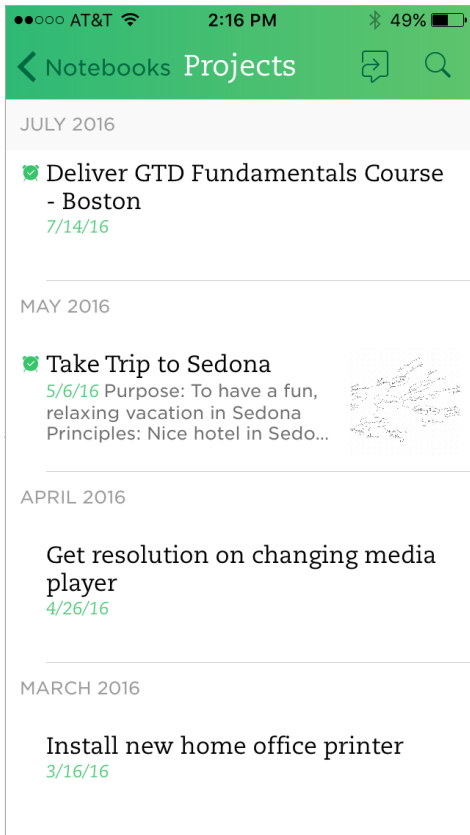 AT&T 2:16 PM 49%
Notebooks Projects
JULY 2016
Deliver GTD Fundamentals Course
- Boston
7/14/16
MAY 2016
Take Trip to Sedona
5/6/16 Purpose: To have a fun,
relaxing vacation in Sedona
Principles: Nice hotel in Sedo...
APRIL 2016
Get resolution on changing media
player
4/26/16
MARCH 2016
Install new home office printer
3/16/16